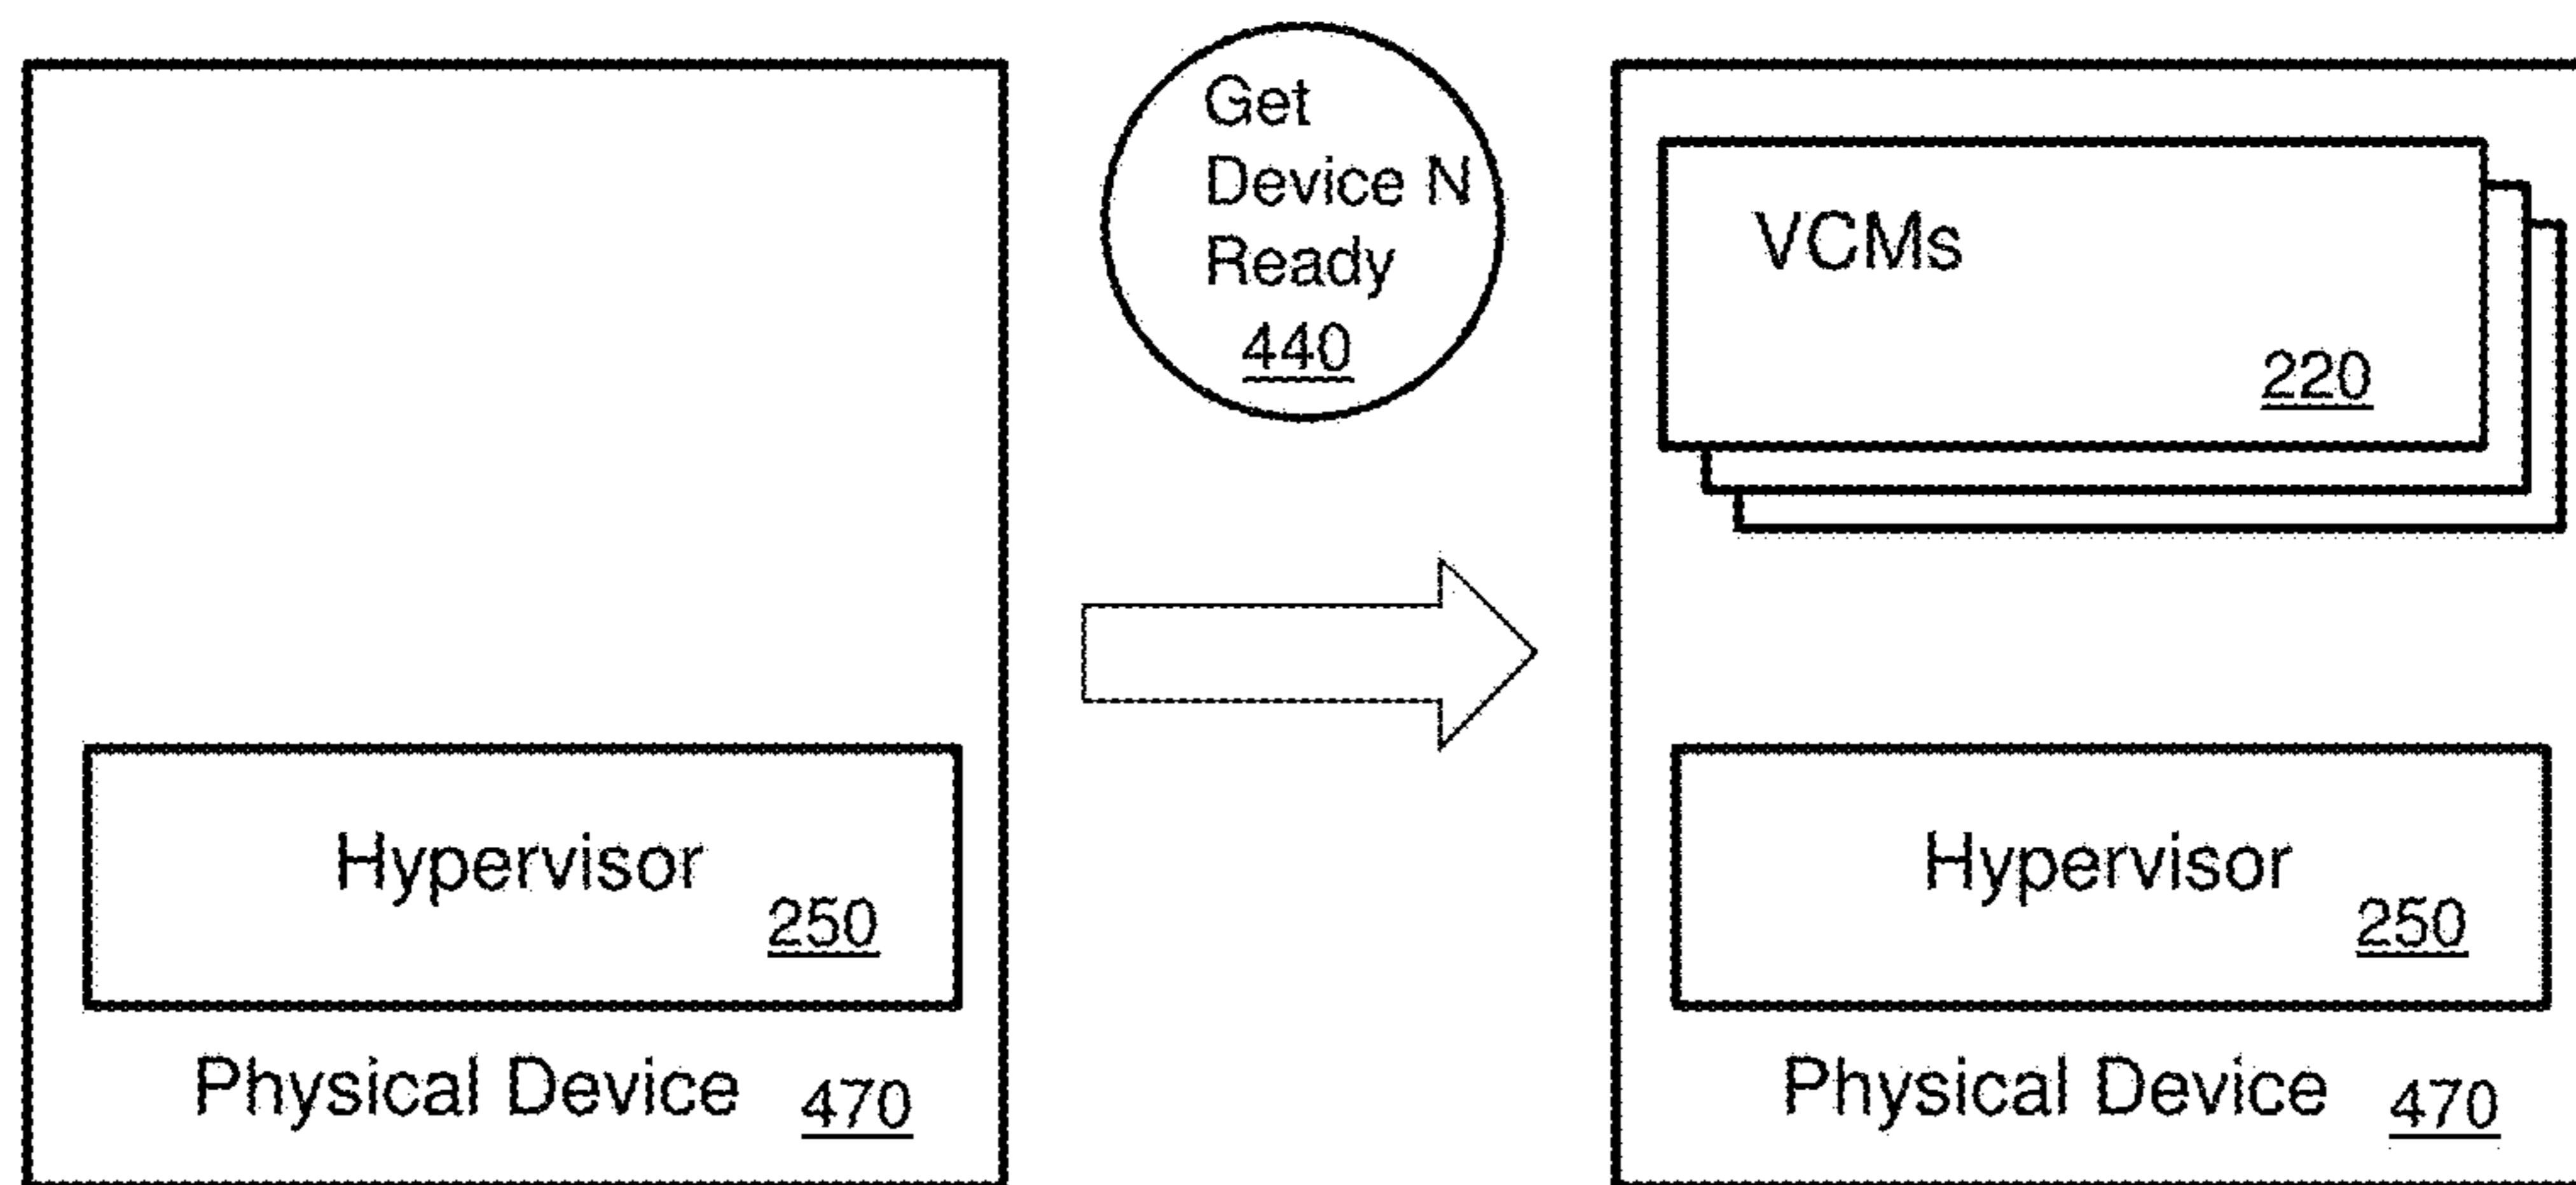 Hypervisor
250
Physical Device 470
Get
Device N
Ready
440
VCMs
220
Hypervisor
250
Physical Device 470